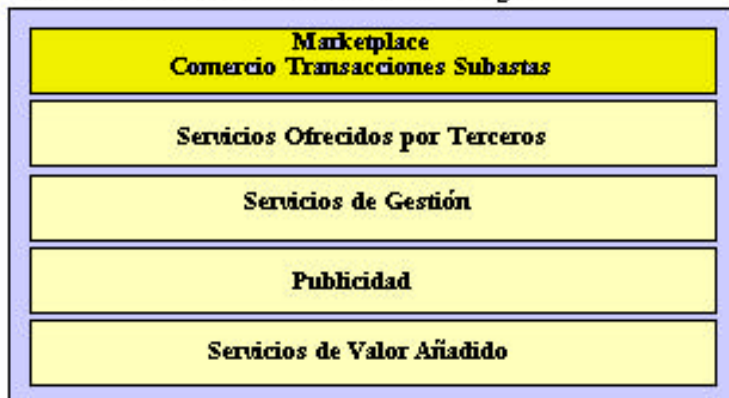 Marketplace
Comercio Transacciones Subastas
Servicios Ofrecidos por Terceros
Servicios de Gestión
Publicidad
Servicios de Valor Añadido